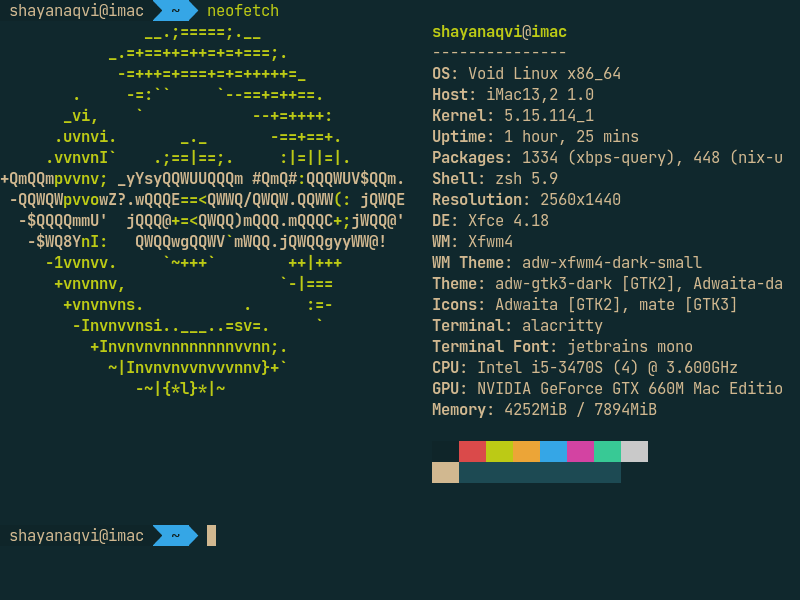 shayanaqvi@imac ~ neofetch
__.;=====;.__
_.=+==++=++=+=+===;.
-=+++=+===+=+=+++++=_
. -=:`` `--==+=++==.
_vi, ` --+=++++:
.uvnvi. _._ -==+==+.
.vvnvnI` .;==|==;. :|=||=|.
+QmQQmpvvnv; _yYsyQQWUUQQQm #QmQ#:QQQWUV$QQm.
-QQWQWpvvowZ?.wQQQE==<QWWQ/QWWQW.QQWW(: jQWQE
-$QQQQmmU' jQQQ@+=<QWQQ)mQQQ.mQQQC+;jWQQ@'
-$WQ8YnI: QWQQwgQQWV`mWQQ.jQWQQgyyWW@!
-1vvnvv. `~+++` ++|+++
+vnvnnv, `-|===
+vnvnvns. . :=-
-Invnvvnsi..___..=sv=. `
+Invnvnvnnnnnnnnvvnn;.
~|Invnvnvvnvvvnnv}+`
-~|{*l}*|~
shayanaqvi@imac
---------------
OS: Void Linux x86_64
Host: iMac13,2 1.0
Kernel: 5.15.114_1
Uptime: 1 hour, 25 mins
Packages: 1334 (xbps-query), 448 (nix-u
Shell: zsh 5.9
Resolution: 2560x1440
DE: Xfce 4.18
WM: Xfwm4
WM Theme: adw-xfwm4-dark-small
Theme: adw-gtk3-dark [GTK2], Adwaita-da
Icons: Adwaita [GTK2], mate [GTK3]
Terminal: alacritty
Terminal Font: jetbrains mono
CPU: Intel i5-3470S (4) @ 3.600GHz
GPU: NVIDIA GeForce GTX 660M Mac Editio
Memory: 4252MiB / 7894MiB
shayanaqvi@imac ~